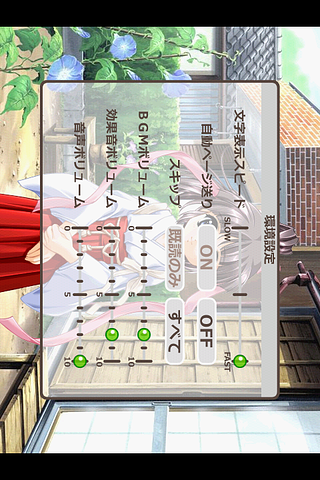 環境設定
文字表示スピード
SLOW FAST
自動ページ送り ON OFF
スキップ 既読のみ すべて
BGMボリューム
効果音ボリューム
音声ボリューム
0 5 10
0 5 10